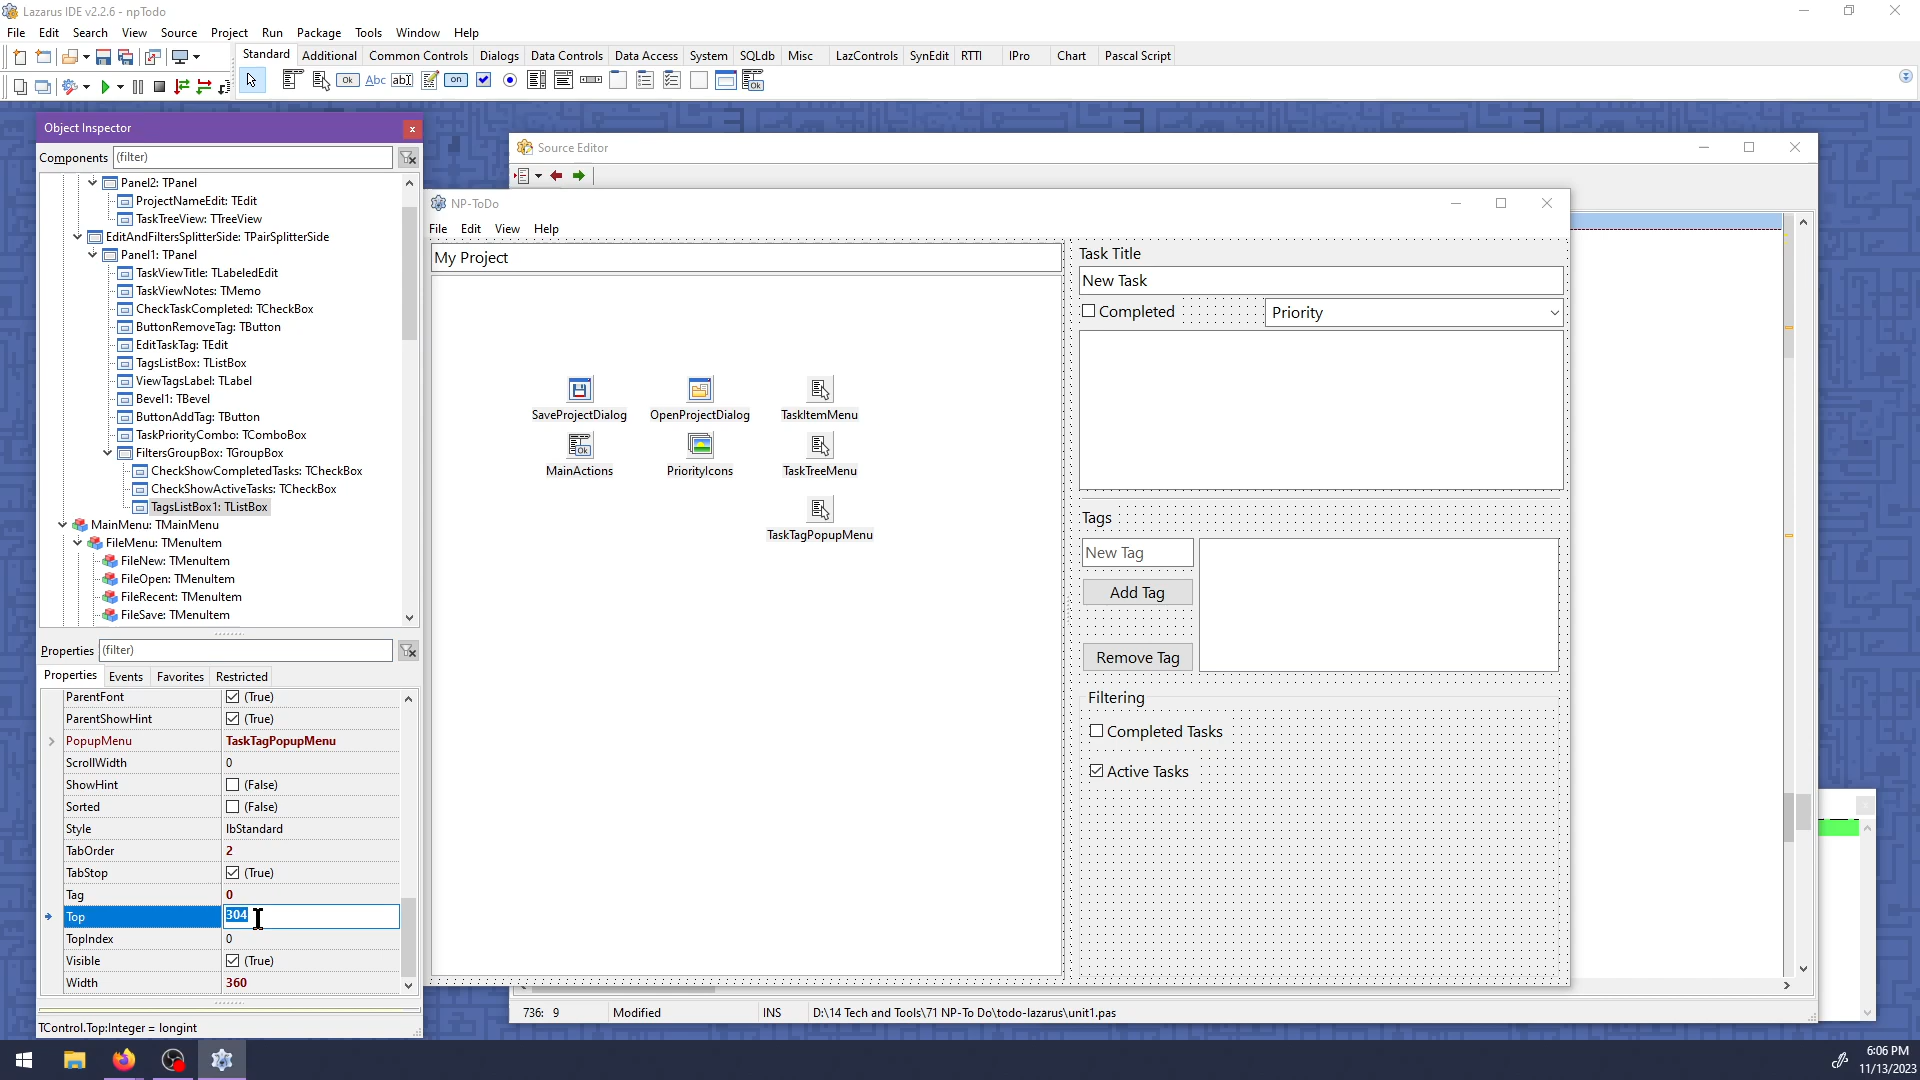 Lazarus IDE v2.2.6 - npTodo
File Edit Search View Source Project Run Package Tools Window Help
Standard Additional Common Controls Dialogs Data Controls Data Access System SQLdb Misc LazControls SynEdit RTTI IPro Chart Pascal Script
Ok Abc ab on Ok
Object Inspector
Components (filter)
Panel2: TPanel
ProjectNameEdit: TEdit
TaskTreeView: TTreeView
EditAndFiltersSplitterSide: TPairSplitterSide
Panel1: TPanel
TaskViewTitle: TLabeledEdit
TaskViewNotes: TMemo
CheckTaskCompleted: TCheckBox
ButtonRemoveTag: TButton
EditTaskTag: TEdit
TagsListBox: TListBox
ViewTagsLabel: TLabel
Bevel1: TBevel
ButtonAddTag: TButton
TaskPriorityCombo: TComboBox
FiltersGroupBox: TGroupBox
CheckShowCompletedTasks: TCheckBox
CheckShowActiveTasks: TCheckBox
TagsListBox1: TListBox
MainMenu: TMainMenu
FileMenu: TMenuItem
FileNew: TMenuItem
FileOpen: TMenuItem
FileRecent: TMenuItem
FileSave: TMenuItem
Properties (filter)
Properties Events Favorites Restricted
ParentFont (True)
ParentShowHint (True)
PopupMenu TaskTagPopupMenu
ScrollWidth 0
ShowHint (False)
Sorted (False)
Style lbStandard
TabOrder 2
TabStop (True)
Tag 0
Top 304
TopIndex 0
Visible (True)
Width 360
TControl.Top:Integer = longint
Source Editor
NP-ToDo
File Edit View Help
My Project
SaveProjectDialog OpenProjectDialog TaskItemMenu
MainActions PriorityIcons TaskTreeMenu
TaskTagPopupMenu
Task Title
New Task
Completed Priority
Tags
New Tag
Add Tag
Remove Tag
Filtering
Completed Tasks
Active Tasks
736: 9 Modified INS D:\14 Tech and Tools\71 NP-To Do\todo-lazarus\unit1.pas
6:06 PM
11/13/2023